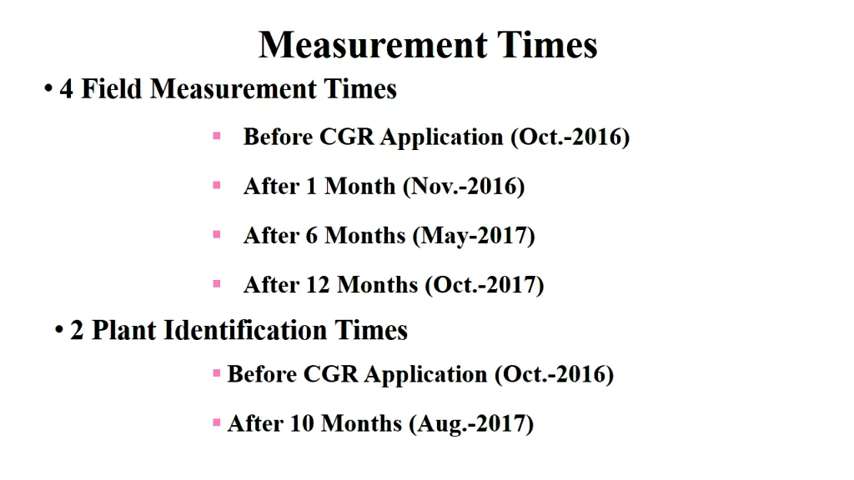 Measurement Times
• 4 Field Measurement Times
▪ Before CGR Application (Oct.-2016)
▪ After 1 Month (Nov.-2016)
▪ After 6 Months (May-2017)
▪ After 12 Months (Oct.-2017)
• 2 Plant Identification Times
▪ Before CGR Application (Oct.-2016)
▪ After 10 Months (Aug.-2017)